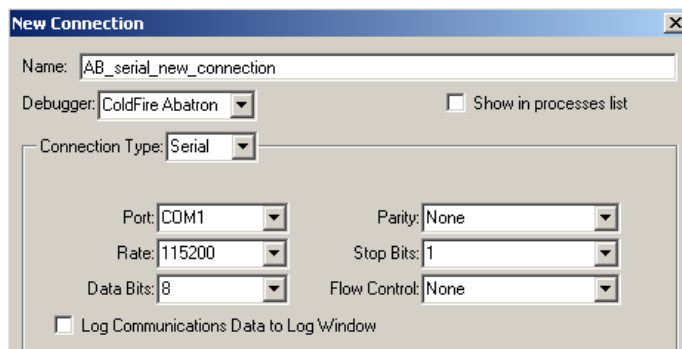 New Connection
Name: AB_serial_new_connection
Debugger: ColdFire Abatron Show in processes list
Connection Type: Serial
Port: COM1 Parity: None
Rate: 115200 Stop Bits: 1
Data Bits: 8 Flow Control: None
Log Communications Data to Log Window